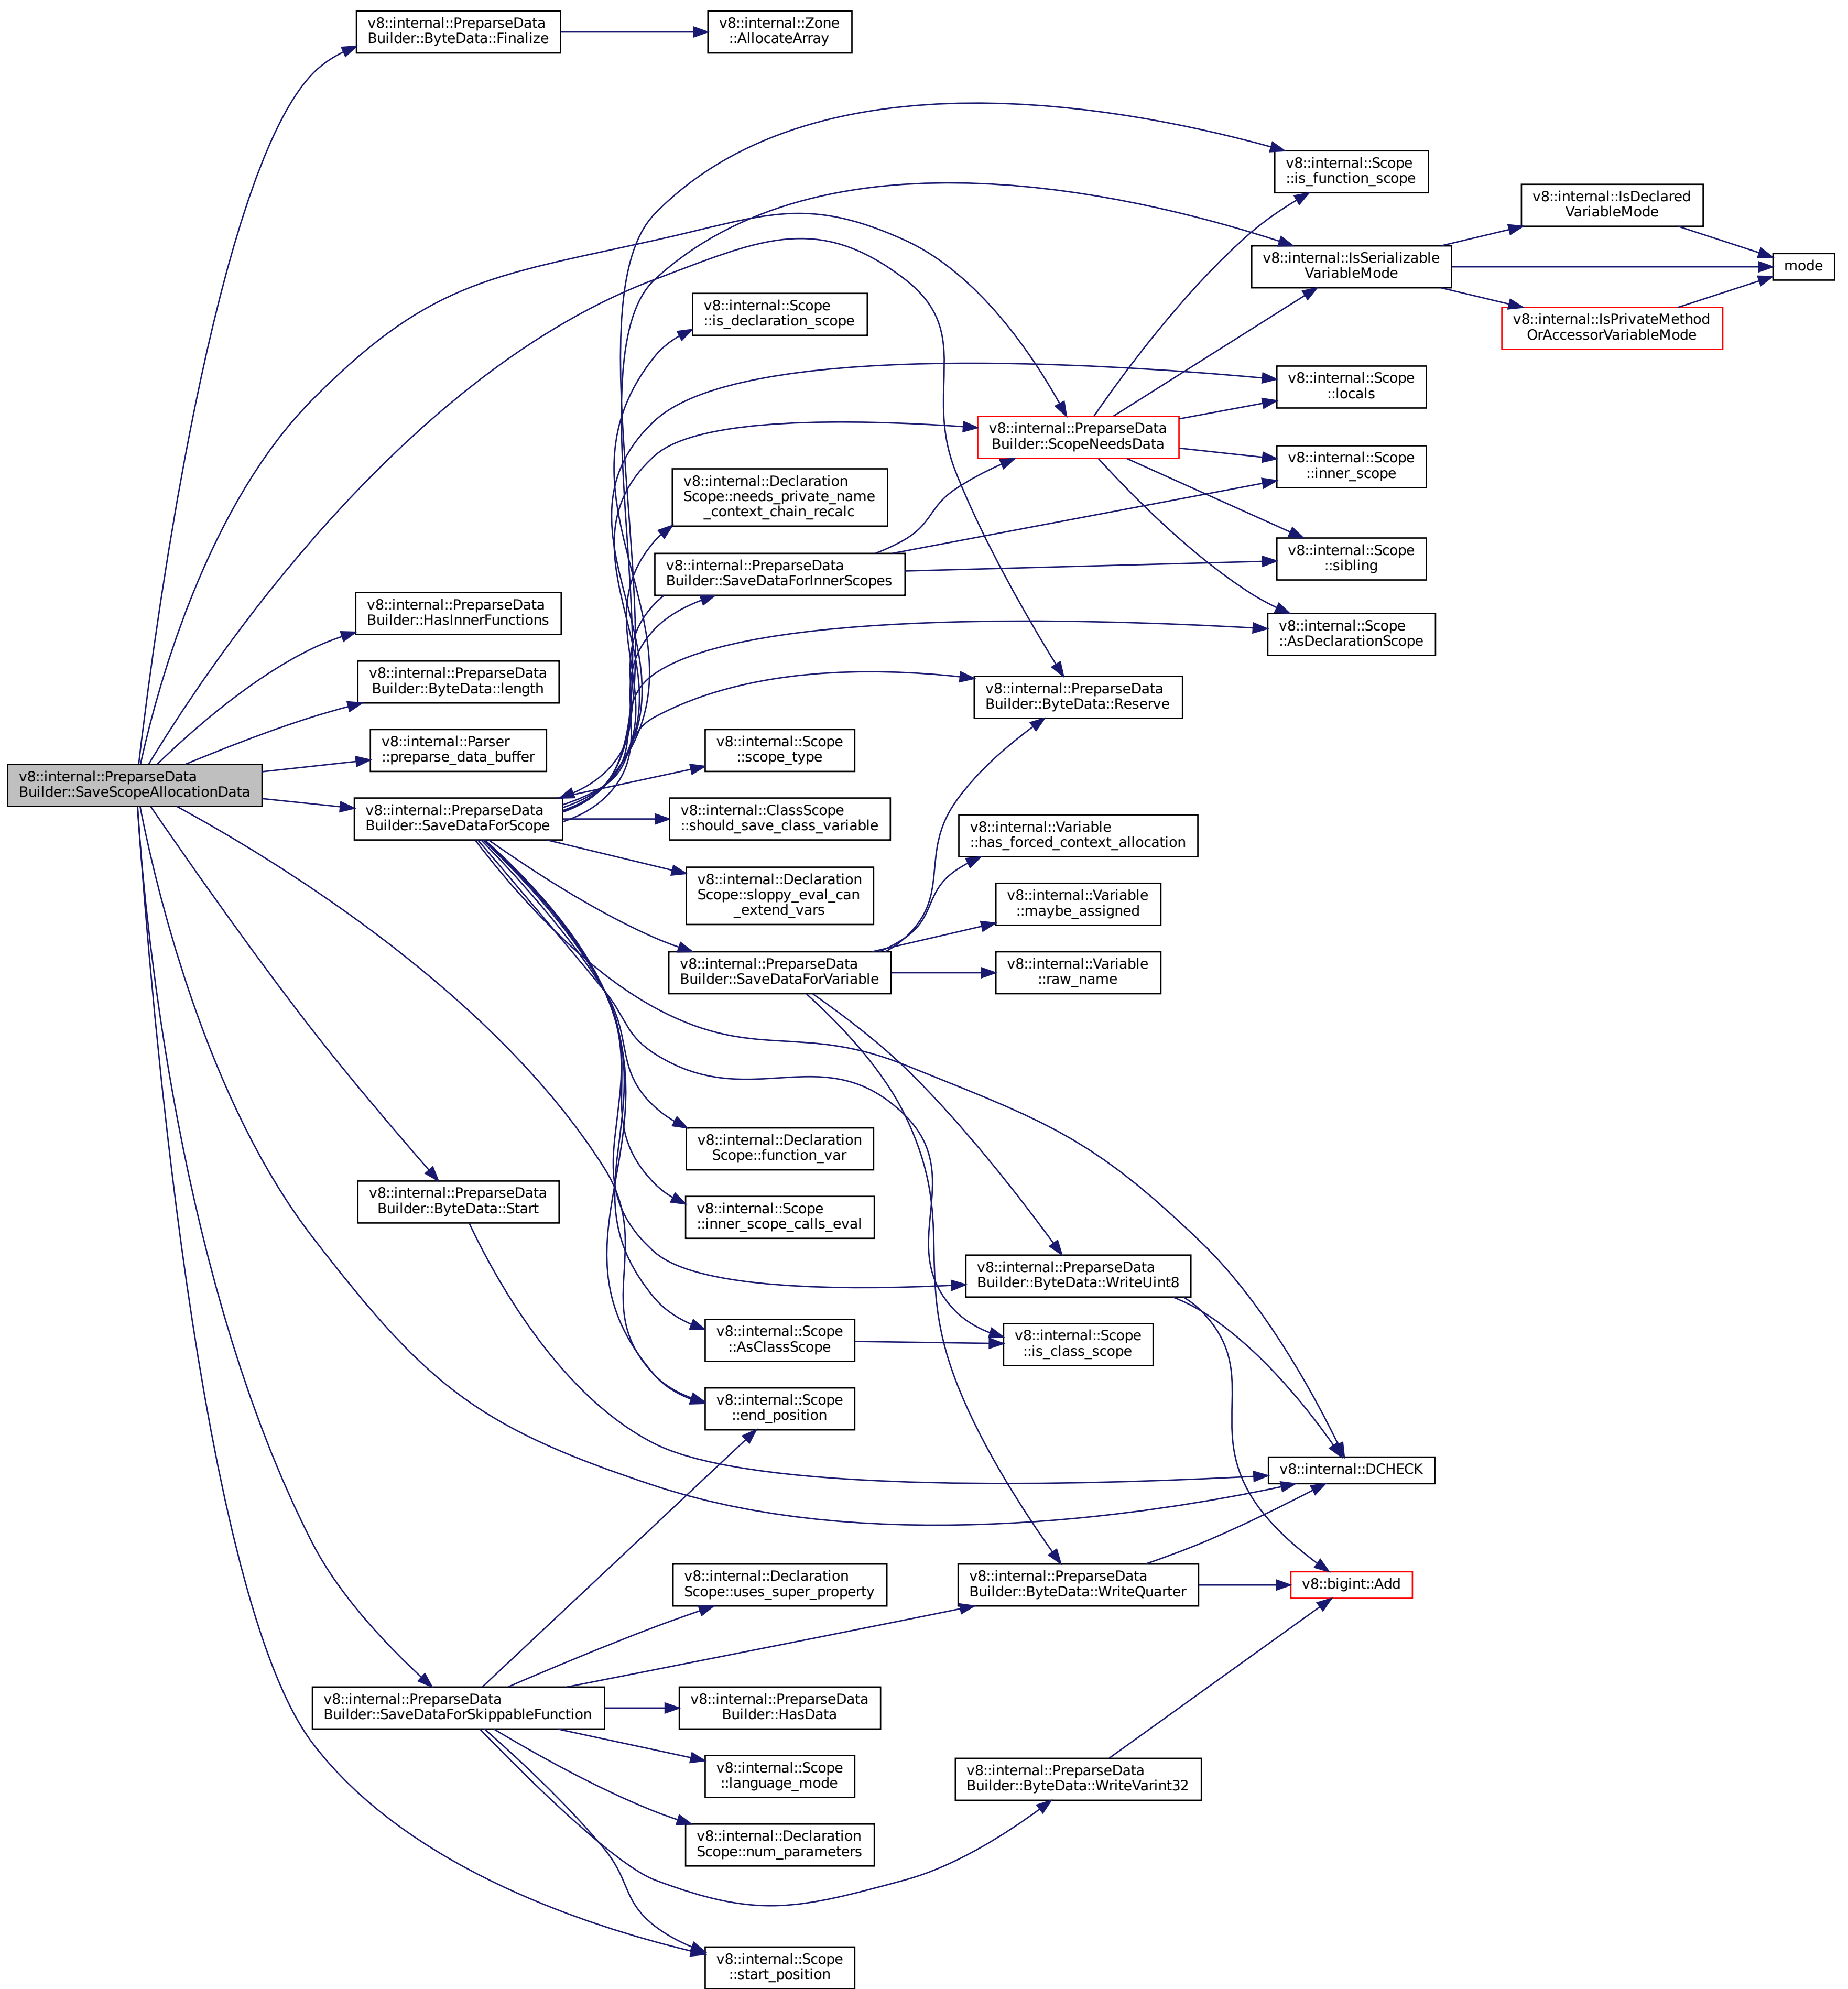 v8::internal::PreparseData
Builder::ByteData::Finalize
v8::internal::Zone
::AllocateArray
v8::internal::Scope
::is_function_scope
v8::internal::IsDeclared
VariableMode
v8::internal::IsSerializable
VariableMode
mode
v8::internal::IsPrivateMethod
OrAccessorVariableMode
v8::internal::Scope
::is_declaration_scope
v8::internal::Scope
::locals
v8::internal::PreparseData
Builder::ScopeNeedsData
v8::internal::Scope
::inner_scope
v8::internal::Declaration
Scope::needs_private_name
_context_chain_recalc
v8::internal::Scope
::sibling
v8::internal::PreparseData
Builder::SaveDataForInnerScopes
v8::internal::PreparseData
Builder::HasInnerFunctions
v8::internal::Scope
::AsDeclarationScope
v8::internal::PreparseData
Builder::ByteData::length
v8::internal::PreparseData
Builder::ByteData::Reserve
v8::internal::Parser
::preparse_data_buffer
v8::internal::Scope
::scope_type
v8::internal::PreparseData
Builder::SaveScopeAllocationData
v8::internal::PreparseData
Builder::SaveDataForScope
v8::internal::ClassScope
::should_save_class_variable
v8::internal::Variable
::has_forced_context_allocation
v8::internal::Declaration
Scope::sloppy_eval_can
_extend_vars
v8::internal::Variable
::maybe_assigned
v8::internal::PreparseData
Builder::SaveDataForVariable
v8::internal::Variable
::raw_name
v8::internal::Declaration
Scope::function_var
v8::internal::PreparseData
Builder::ByteData::Start
v8::internal::Scope
::inner_scope_calls_eval
v8::internal::PreparseData
Builder::ByteData::WriteUint8
v8::internal::Scope
::AsClassScope
v8::internal::Scope
::is_class_scope
v8::internal::Scope
::end_position
v8::internal::DCHECK
v8::internal::Declaration
Scope::uses_super_property
v8::internal::PreparseData
Builder::ByteData::WriteQuarter
v8::bigint::Add
v8::internal::PreparseData
Builder::SaveDataForSkippableFunction
v8::internal::PreparseData
Builder::HasData
v8::internal::Scope
::language_mode
v8::internal::PreparseData
Builder::ByteData::WriteVarint32
v8::internal::Declaration
Scope::num_parameters
v8::internal::Scope
::start_position